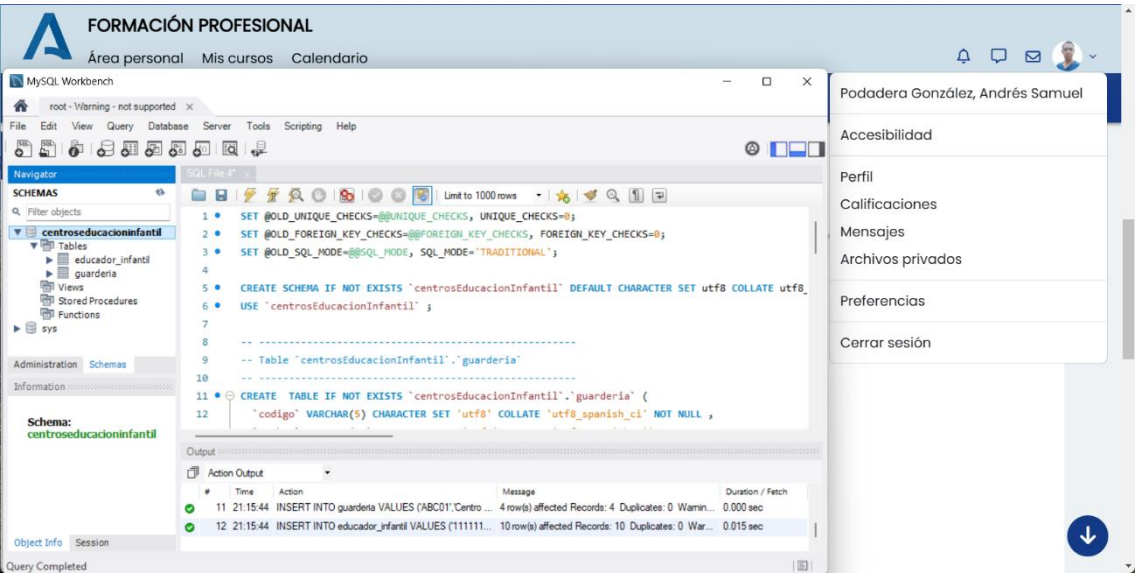 FORMACIÓN PROFESIONAL
Área personal Mis cursos Calendario
MySQL Workbench
root - Warning - not supported
File Edit View Query Database Server Tools Scripting Help
Navigator
SCHEMAS
Filter objects
centroseducacioninfantil
Tables
educador_infantil
guarderia
Views
Stored Procedures
Functions
sys
Administration Schemas
Information
Schema:
centroseducacioninfantil
Object Info Session
Query Completed
SQL File 4*
Limit to 1000 rows
1 SET @OLD_UNIQUE_CHECKS=@@UNIQUE_CHECKS, UNIQUE_CHECKS=0;
2 SET @OLD_FOREIGN_KEY_CHECKS=@@FOREIGN_KEY_CHECKS, FOREIGN_KEY_CHECKS=0;
3 SET @OLD_SQL_MODE=@@SQL_MODE, SQL_MODE='TRADITIONAL';
4
5 CREATE SCHEMA IF NOT EXISTS `centrosEducacionInfantil` DEFAULT CHARACTER SET utf8 COLLATE utf8_
6 USE `centrosEducacionInfantil` ;
7
8 -- -----------------------------------------------------
9 -- Table `centrosEducacionInfantil`.`guarderia`
10 -- -----------------------------------------------------
11 CREATE TABLE IF NOT EXISTS `centrosEducacionInfantil`.`guarderia` (
12 `codigo` VARCHAR(5) CHARACTER SET 'utf8' COLLATE 'utf8_spanish_ci' NOT NULL ,
Output
Action Output
# Time Action Message Duration / Fetch
11 21:15:44 INSERT INTO guarderia VALUES ('ABC01','Centro ... 4 row(s) affected Records: 4 Duplicates: 0 Warnin... 0.000 sec
12 21:15:44 INSERT INTO educador_infantil VALUES ('111111... 10 row(s) affected Records: 10 Duplicates: 0 War... 0.015 sec
Podadera González, Andrés Samuel
Accesibilidad
Perfil
Calificaciones
Mensajes
Archivos privados
Preferencias
Cerrar sesión